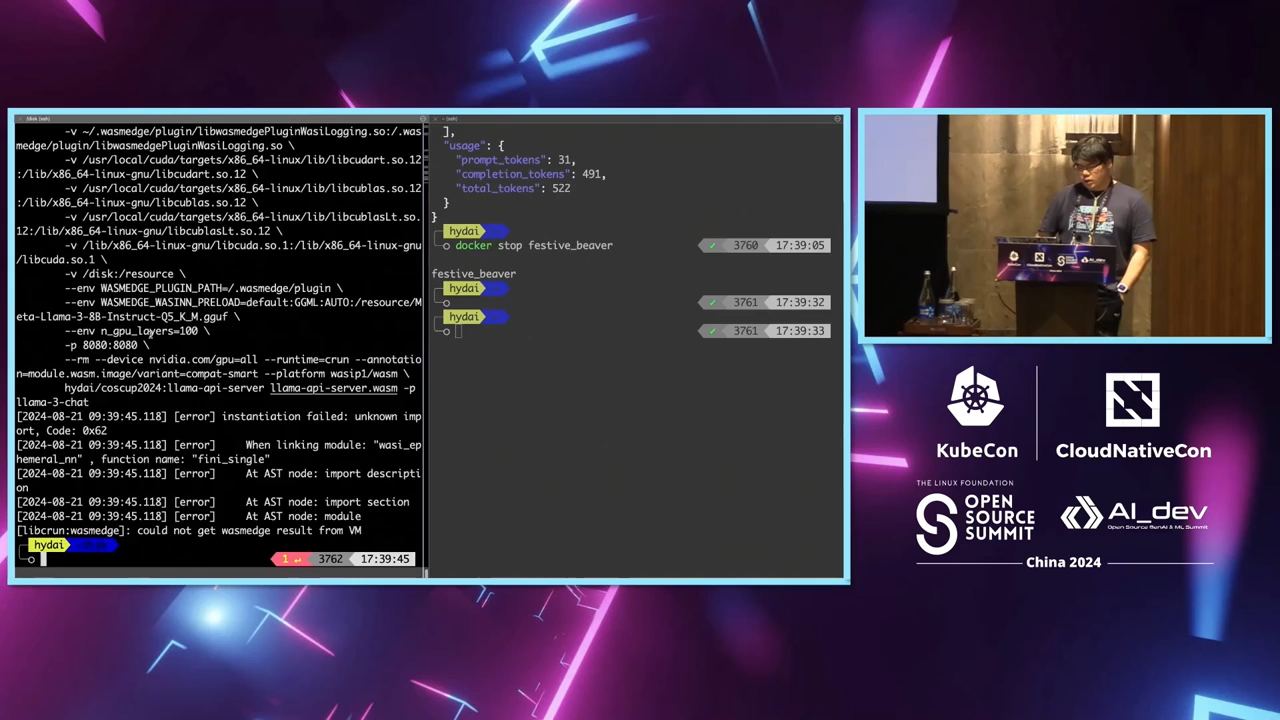 /disk (ssh)
-v ~/.wasmedge/plugin/libwasmedgePluginWasiLogging.so:/.was
medge/plugin/libwasmedgePluginWasiLogging.so \
-v /usr/local/cuda/targets/x86_64-linux/lib/libcudart.so.12
:/lib/x86_64-linux-gnu/libcudart.so.12 \
-v /usr/local/cuda/targets/x86_64-linux/lib/libcublas.so.12
:/lib/x86_64-linux-gnu/libcublas.so.12 \
-v /usr/local/cuda/targets/x86_64-linux/lib/libcublasLt.so.
12:/lib/x86_64-linux-gnu/libcublasLt.so.12 \
-v /lib/x86_64-linux-gnu/libcuda.so.1:/lib/x86_64-linux-gnu
/libcuda.so.1 \
-v /disk:/resource \
--env WASMEDGE_PLUGIN_PATH=/.wasmedge/plugin \
--env WASMEDGE_WASINN_PRELOAD=default:GGML:AUTO:/resource/M
eta-Llama-3-8B-Instruct-Q5_K_M.gguf \
--env n_gpu_layers=100 \
-p 8080:8080 \
--rm --device nvidia.com/gpu=all --runtime=crun --annotatio
n=module.wasm.image/variant=compat-smart --platform wasip1/wasm \
hydai/coscup2024:llama-api-server llama-api-server.wasm -p
llama-3-chat
[2024-08-21 09:39:45.118] [error] instantiation failed: unknown imp
ort, Code: 0x62
[2024-08-21 09:39:45.118] [error] When linking module: "wasi_ep
hemeral_nn" , function name: "fini_single"
[2024-08-21 09:39:45.118] [error] At AST node: import descripti
on
[2024-08-21 09:39:45.118] [error] At AST node: import section
[2024-08-21 09:39:45.118] [error] At AST node: module
[libcrun:wasmedge]: could not get wasmedge result from VM
hydai
1 ↵ 3762 17:39:45
~ (ssh)
],
"usage": {
"prompt_tokens": 31,
"completion_tokens": 491,
"total_tokens": 522
}
}
hydai
docker stop festive_beaver ✓ 3760 17:39:05
festive_beaver
hydai
✓ 3761 17:39:32
hydai
✓ 3761 17:39:33
KubeCon
CloudNativeCon
THE LINUX FOUNDATION
OPEN
SOURCE
SUMMIT
AI_dev
Open Source GenAI & ML Summit
China 2024